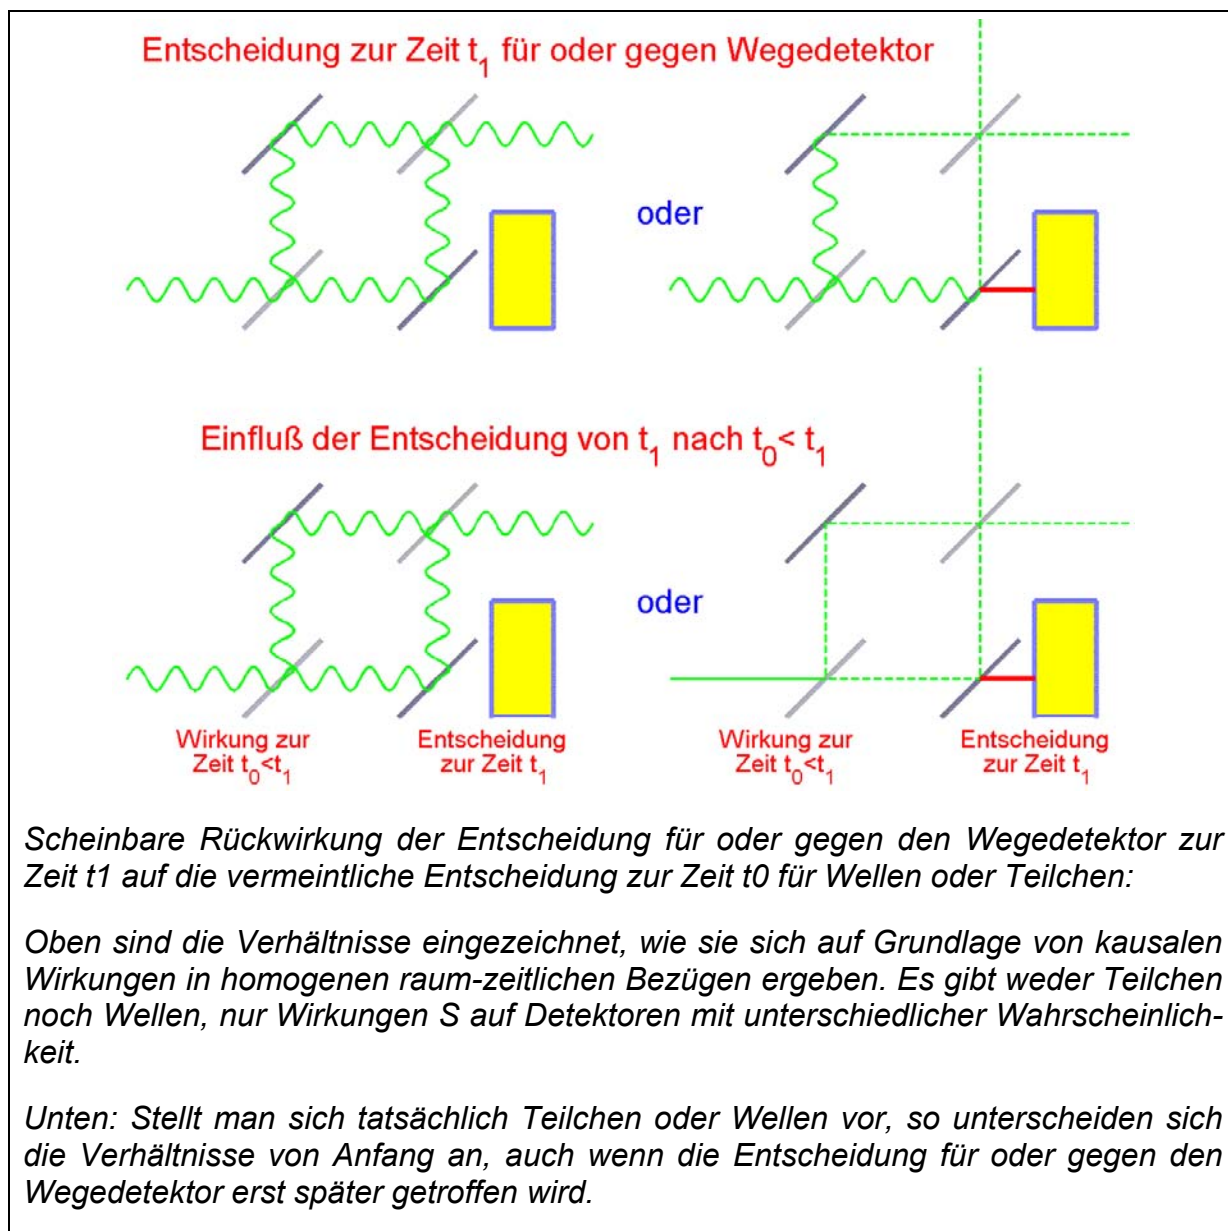 Entscheidung zur Zeit t₁ für oder gegen Wegedetektor
oder
Einfluß der Entscheidung von t₁ nach t₀< t₁
oder
Wirkung zur
Zeit t₀<t₁
Entscheidung
zur Zeit t₁
Wirkung zur
Zeit t₀<t₁
Entscheidung
zur Zeit t₁
Scheinbare Rückwirkung der Entscheidung für oder gegen den Wegedetektor zur
Zeit t1 auf die vermeintliche Entscheidung zur Zeit t0 für Wellen oder Teilchen:
Oben sind die Verhältnisse eingezeichnet, wie sie sich auf Grundlage von kausalen
Wirkungen in homogenen raum-zeitlichen Bezügen ergeben. Es gibt weder Teilchen
noch Wellen, nur Wirkungen S auf Detektoren mit unterschiedlicher Wahrscheinlich-
keit.
Unten: Stellt man sich tatsächlich Teilchen oder Wellen vor, so unterscheiden sich
die Verhältnisse von Anfang an, auch wenn die Entscheidung für oder gegen den
Wegedetektor erst später getroffen wird.